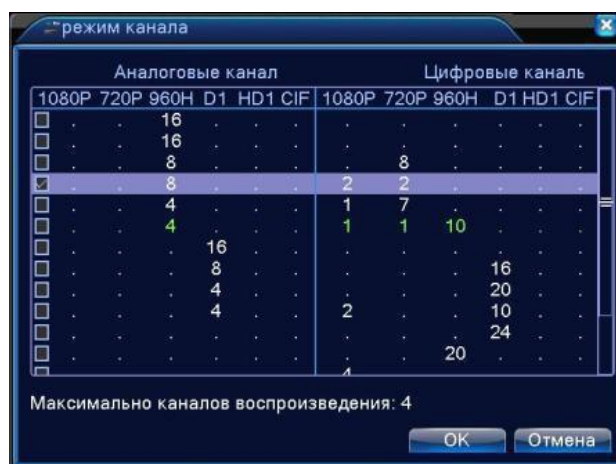 режим канала
Аналоговые канал Цифровые каналь
1080P 720P 960H D1 HD1 CIF 1080P 720P 960H D1 HD1 CIF
. . 16 . . . . . . . . .
. . 16 . . . . . . . . .
. . 8 . . . . 8 . . . .
. . 8 . . . 2 2 . . . .
. . 4 . . . 1 7 . . . .
. . 4 . . . 1 1 10 . . .
. . . 16 . . . . . . . .
. . . 8 . . . . . 16 . .
. . . 4 . . . . . 20 . .
. . . 4 . . 2 . . 10 . .
. . . . . . . . . 24 . .
. . . . . . . . 20 . . .
Максимально каналов воспроизведения: 4
OK Отмена